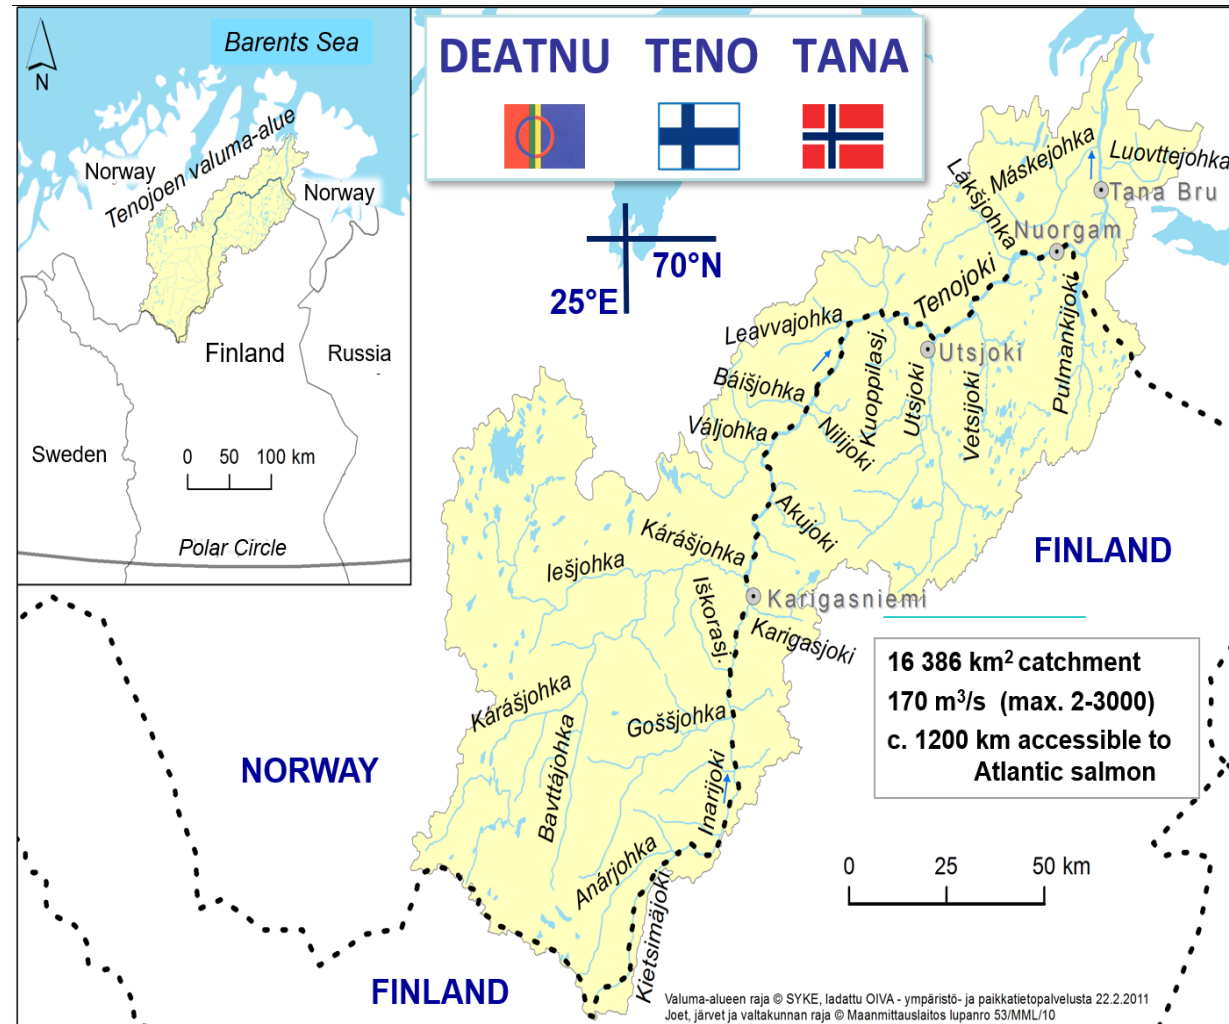 N
Barents Sea
Norway
Tenojoen valuma-alue
Norway
Finland
Russia
Sweden
0 50 100 km
Polar Circle
DEATNU TENO TANA
70°N
25°E
Máskejohka
Luovttejohka
Lákšjohka
Tana Bru
Nuorgam
Tenojoki
Pulmankijoki
Leavvajohka
Utsjoki
Báišjohka
Kuoppilasj.
Utsjoki
Vetsijoki
Váljohka
Nilijoki
Akujoki
Kárášjohka
Iešjohka
Iškorasj.
Karigasniemi
Karigasjoki
FINLAND
16 386 km² catchment
170 m³/s (max. 2-3000)
c. 1200 km accessible to
Atlantic salmon
Kárášjohka
Goššjohka
Bavttájohka
Inarijoki
NORWAY
Anárjohka
Kietsimäjoki
0 25 50 km
FINLAND
Valuma-alueen raja © SYKE, ladattu OIVA - ympäristö- ja paikkatietopalvelusta 22.2.2011
Joet, järvet ja valtakunnan raja © Maanmittauslaitos lupanro 53/MML/10